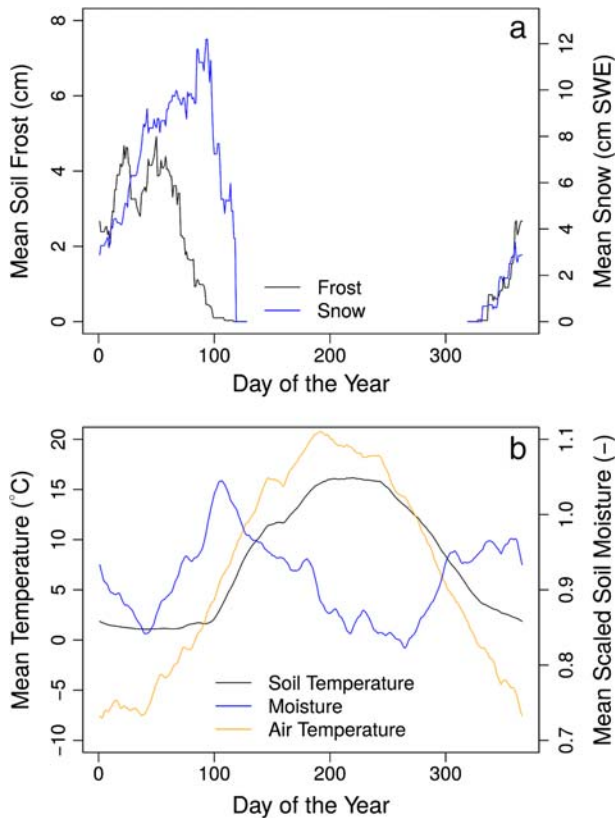 a
Mean Soil Frost (cm)
8
6
4
2
0
12
10
8
6
4
2
0
Mean Snow (cm SWE)
Frost
Snow
0 100 200 300
Day of the Year
b
Mean Temperature (°C)
20
15
10
5
0
−5
−10
1.1
1.0
0.9
0.8
0.7
Mean Scaled Soil Moisture (−)
Soil Temperature
Moisture
Air Temperature
0 100 200 300
Day of the Year